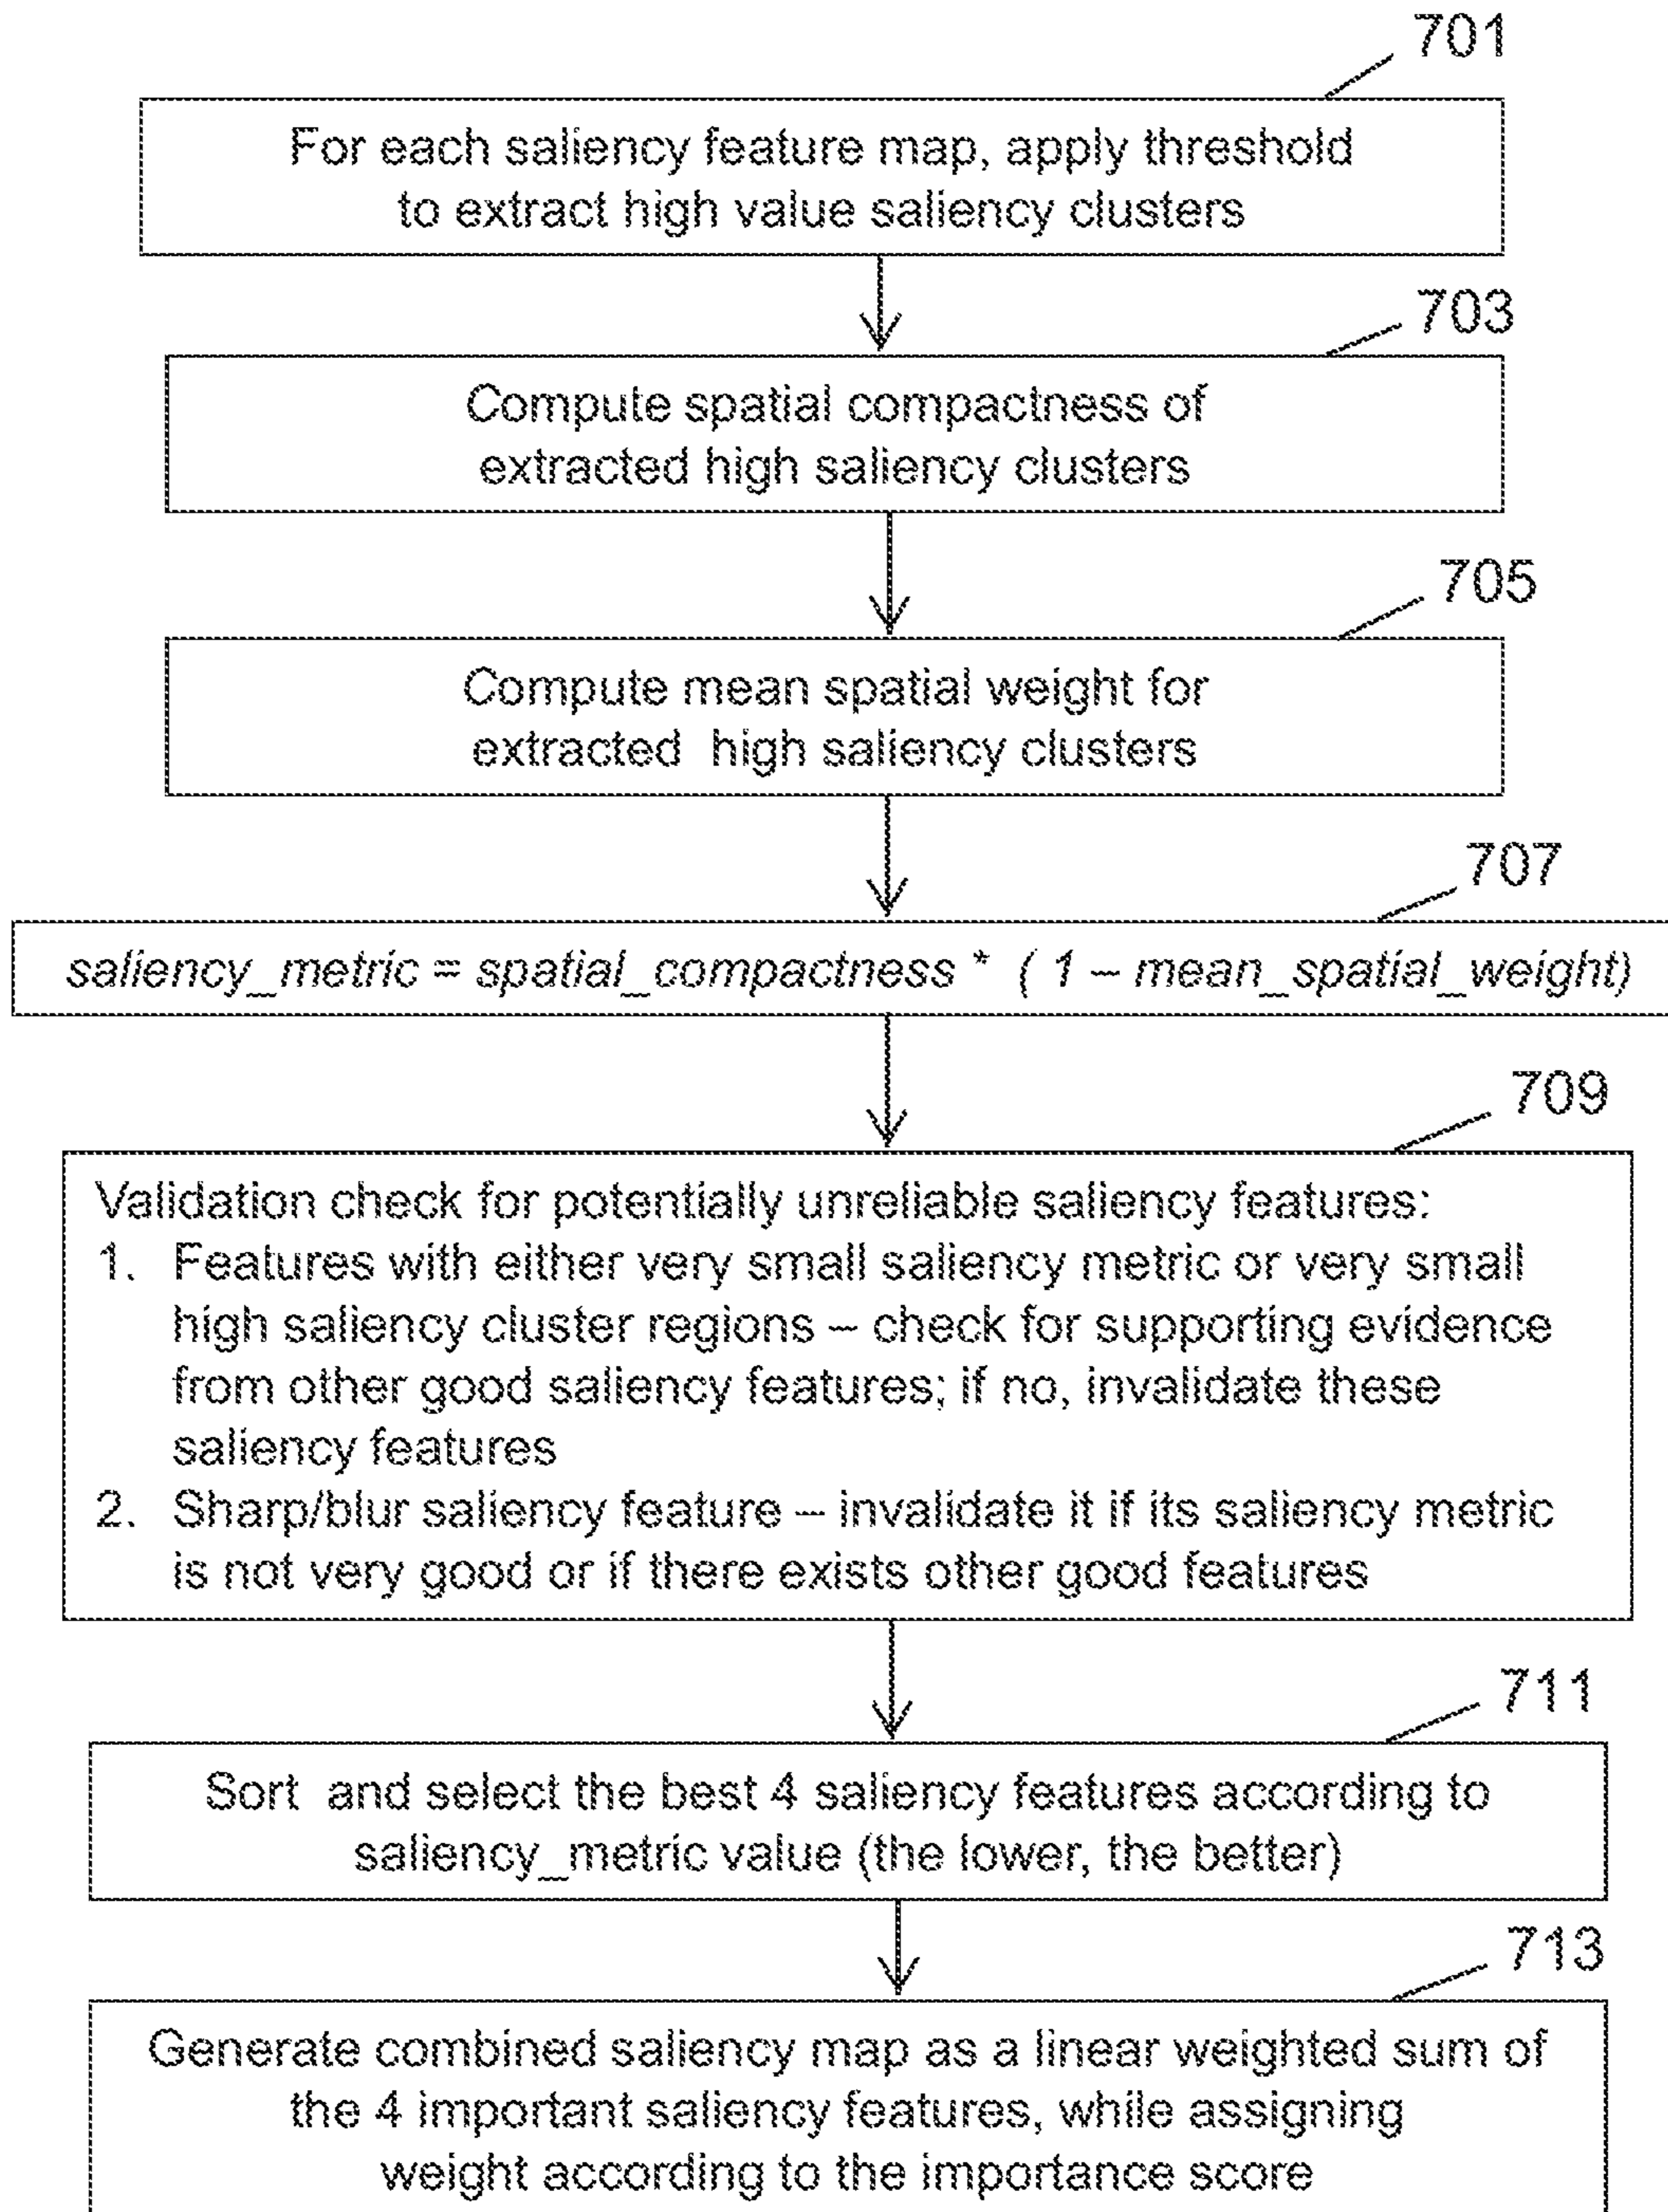 701
For each saliency feature map, apply threshold
to extract high value saliency clusters
703
Compute spatial compactness of
extracted high saliency clusters
705
Compute mean spatial weight for
extracted high saliency clusters
707
saliency_metric = spatial_compactness * ( 1 – mean_spatial_weight)
709
Validation check for potentially unreliable saliency features:
1. Features with either very small saliency metric or very small
high saliency cluster regions – check for supporting evidence
from other good saliency features; if no, invalidate these
saliency features
2. Sharp/blur saliency feature – invalidate it if its saliency metric
is not very good or if there exists other good features
711
Sort and select the best 4 saliency features according to
saliency_metric value (the lower, the better)
713
Generate combined saliency map as a linear weighted sum of
the 4 important saliency features, while assigning
weight according to the importance score